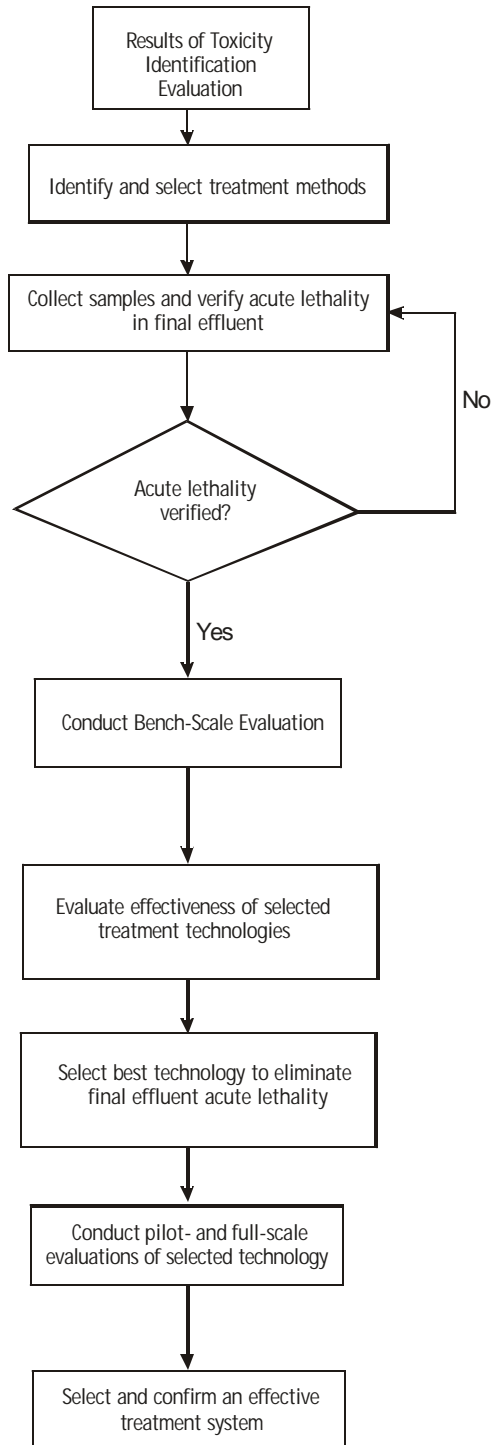 Results of Toxicity
Identification
Evaluation
Identify and select treatment methods
Collect samples and verify acute lethality
in final effluent
No
Acute lethality
verified?
Yes
Conduct Bench-Scale Evaluation
Evaluate effectiveness of selected
treatment technologies
Select best technology to eliminate
final effluent acute lethality
Conduct pilot- and full-scale
evaluations of selected technology
Select and confirm an effective
treatment system